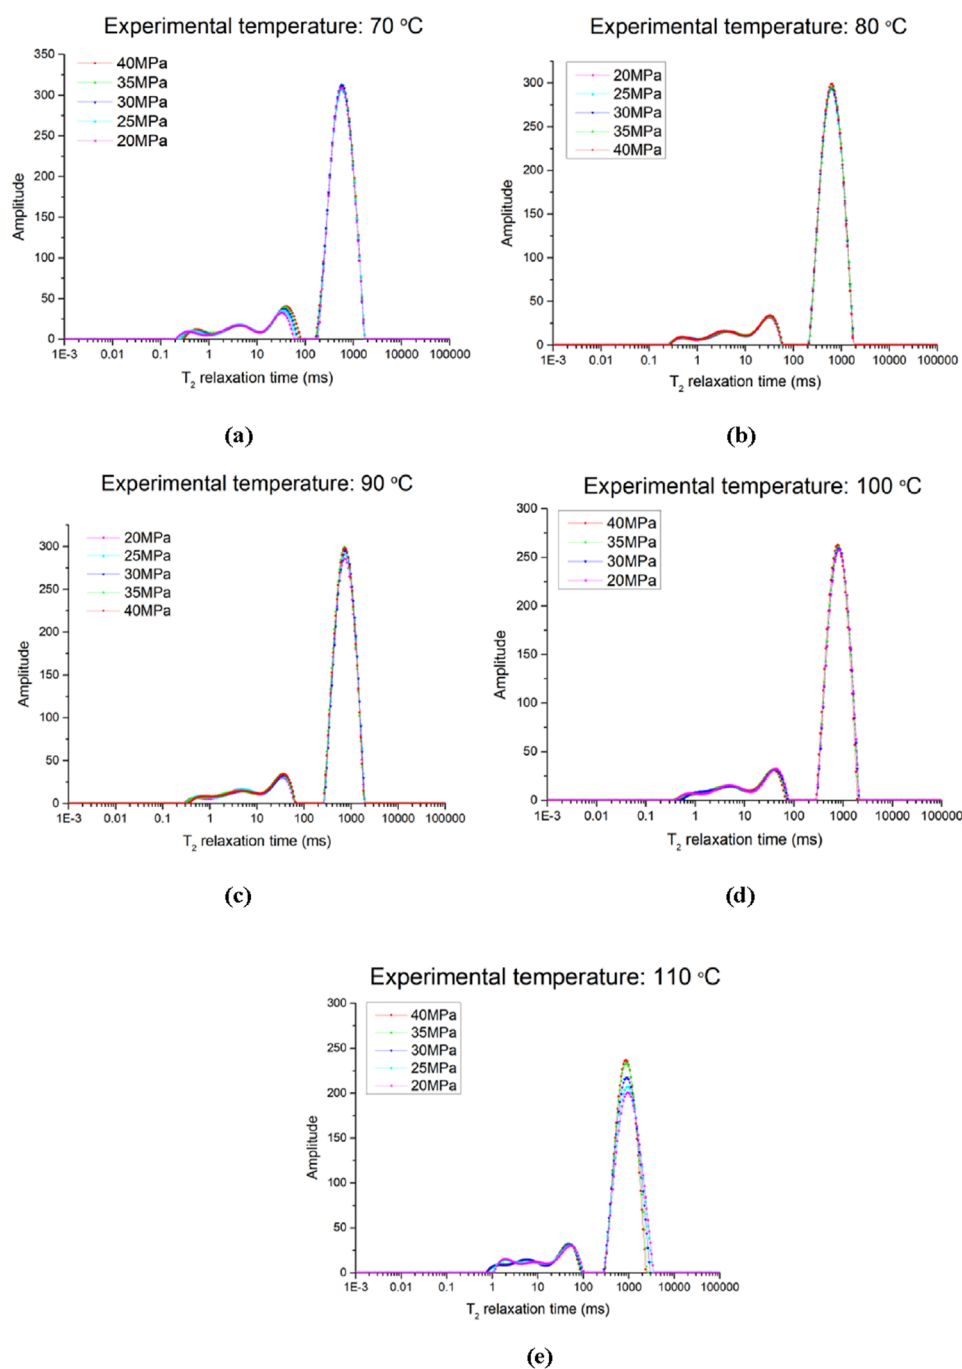 Experimental temperature: 70 °C
350
300
250
200
150
100
50
0
Amplitude
40MPa
35MPa
30MPa
25MPa
20MPa
1E-3 0.01 0.1 1 10 100 1000 10000 100000
T2 relaxation time (ms)
(a)
Experimental temperature: 80 °C
300
250
200
150
100
50
0
Amplitude
20MPa
25MPa
30MPa
35MPa
40MPa
1E-3 0.01 0.1 1 10 100 1000 10000 100000
T2 relaxation time (ms)
(b)
Experimental temperature: 90 °C
300
250
200
150
100
50
0
Amplitude
20MPa
25MPa
30MPa
35MPa
40MPa
1E-3 0.01 0.1 1 10 100 1000 10000 100000
T2 relaxation time (ms)
(c)
Experimental temperature: 100 °C
300
250
200
150
100
50
0
Amplitude
40MPa
35MPa
30MPa
20MPa
1E-3 0.01 0.1 1 10 100 1000 10000 100000
T2 relaxation time (ms)
(d)
Experimental temperature: 110 °C
300
250
200
150
100
50
0
Amplitude
40MPa
35MPa
30MPa
25MPa
20MPa
1E-3 0.01 0.1 1 10 100 1000 10000 100000
T2 relaxation time (ms)
(e)